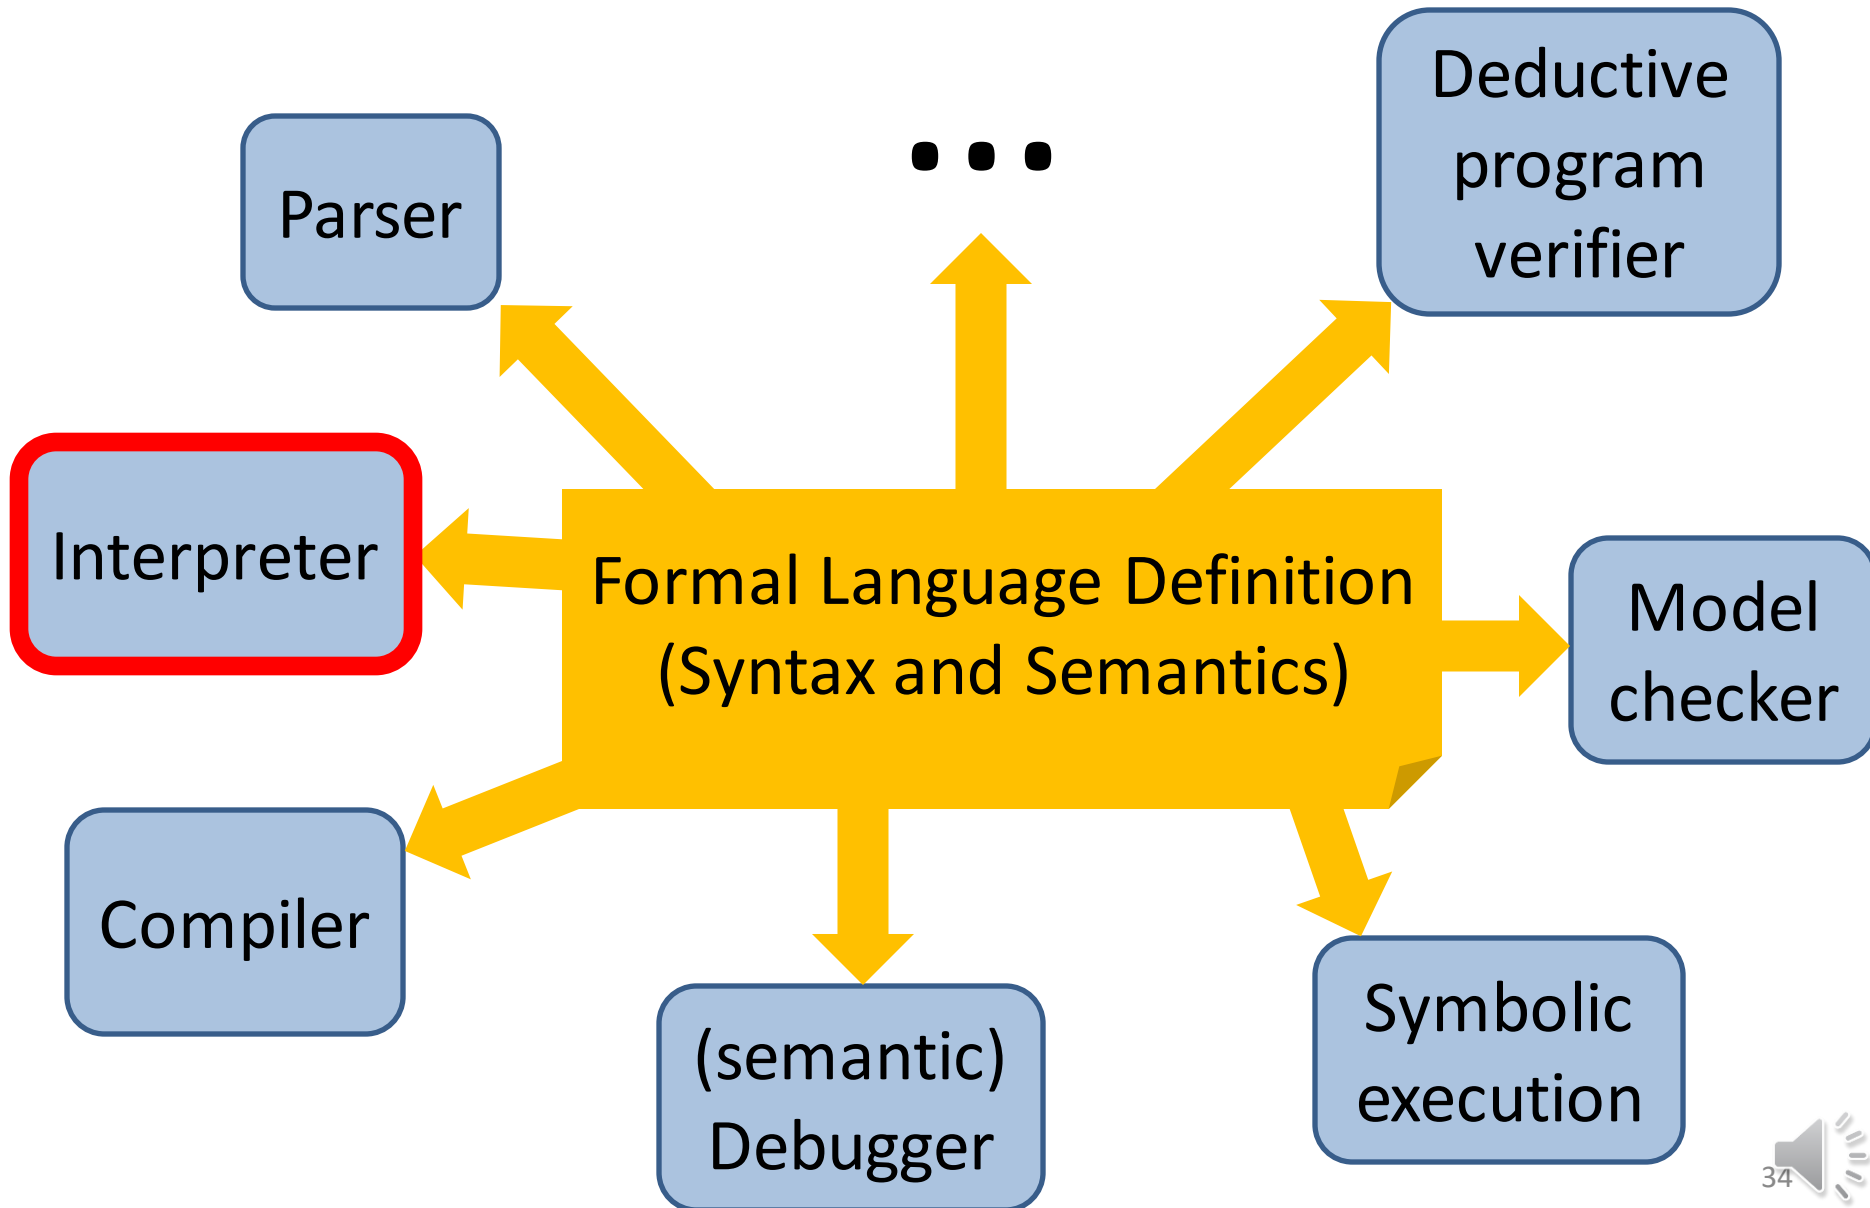 Deductive
program
verifier
Parser
...
Interpreter
Formal Language Definition
(Syntax and Semantics)
Model
checker
Compiler
(semantic)
Debugger
Symbolic
execution
34